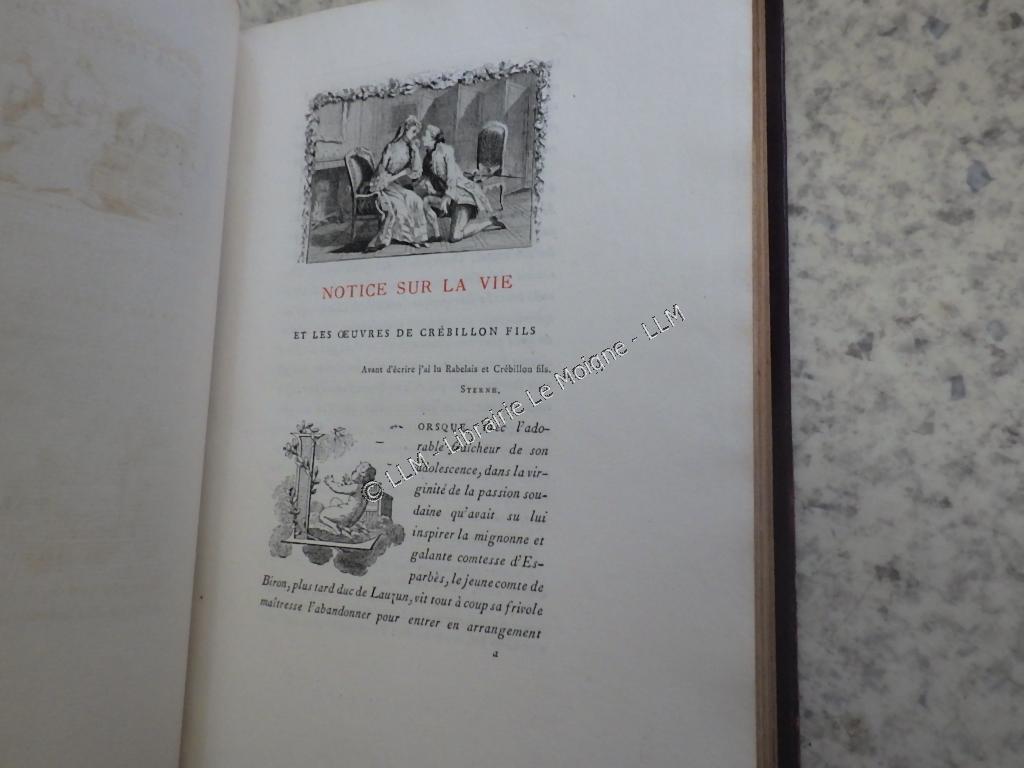 NOTICE SUR LA VIE
ET LES ŒUVRES DE CRÉBILLON FILS
Avant d'écrire j'ai lu Rabelais et Crébillon fils.
STERNE.
LORSQUE l'ado-
rable de son
adolescence, dans la vir-
ginité de la passion sou-
daine qu'avait su lui
inspirer la mignonne et
galante comtesse d'Es-
parbès, le jeune comte de
Biron, plus tard duc de Lauzun, vit tout à coup sa frivole
maîtresse l'abandonner pour entrer en arrangement
a
© LLM - Librairie Le Moigne - LLM